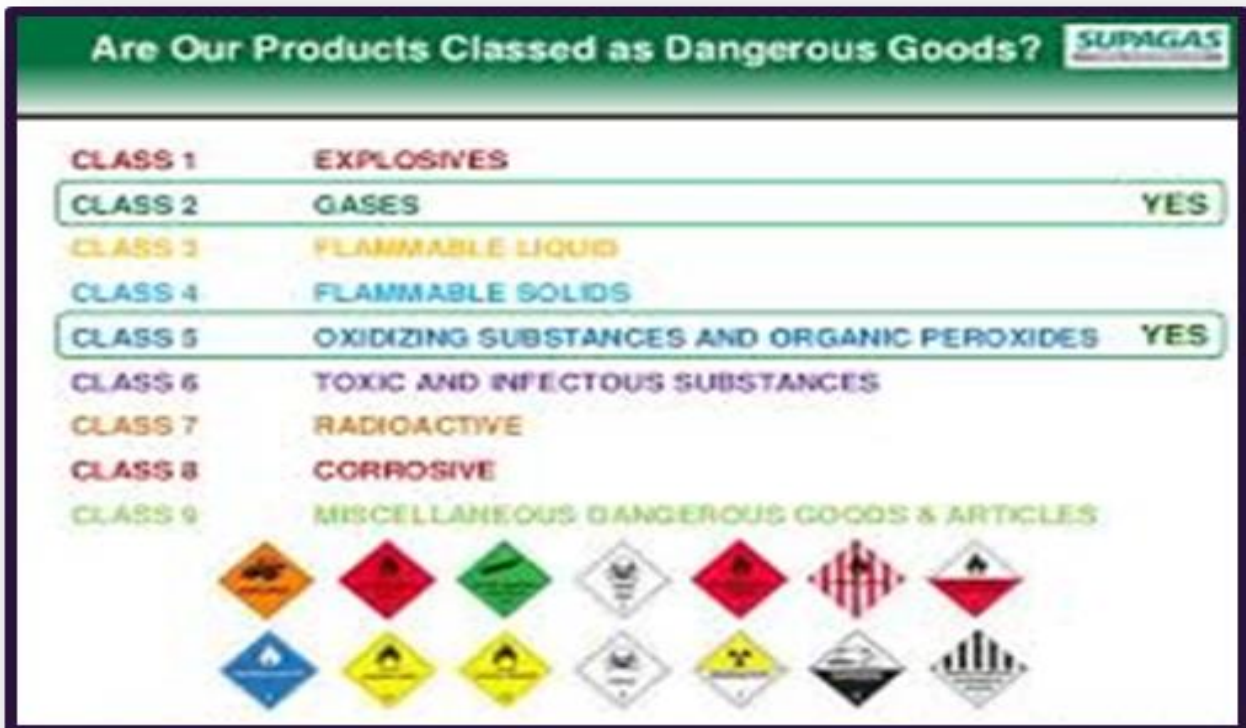 Are Our Products Classed as Dangerous Goods? SUPAGAS
CLASS 1 EXPLOSIVES
CLASS 2 GASES YES
CLASS 3 FLAMMABLE LIQUID
CLASS 4 FLAMMABLE SOLIDS
CLASS 5 OXIDIZING SUBSTANCES AND ORGANIC PEROXIDES YES
CLASS 6 TOXIC AND INFECTOUS SUBSTANCES
CLASS 7 RADIOACTIVE
CLASS 8 CORROSIVE
CLASS 9 MISCELLANEOUS DANGEROUS GOODS & ARTICLES